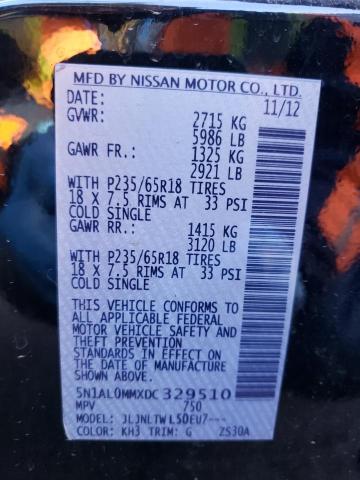 MFD BY NISSAN MOTOR CO., LTD.
DATE: 11/12
GVWR: 2715 KG
5986 LB
GAWR FR.: 1325 KG
2921 LB
WITH P235/65R18 TIRES
18 X 7.5 RIMS AT 33 PSI
COLD SINGLE
GAWR RR.: 1415 KG
3120 LB
WITH P235/65R18 TIRES
18 X 7.5 RIMS AT 33 PSI
COLD SINGLE
THIS VEHICLE CONFORMS TO
ALL APPLICABLE FEDERAL
MOTOR VEHICLE SAFETY AND
THEFT PREVENTION
STANDARDS IN EFFECT ON
THE DATE OF MANUFACTURE
SHOWN ABOVE.
5N1AL0MMXDC329510
MPV 750
MODEL: JLJNLTWL50EU7---
COLOR: KH3 TRIM: G ZS30A